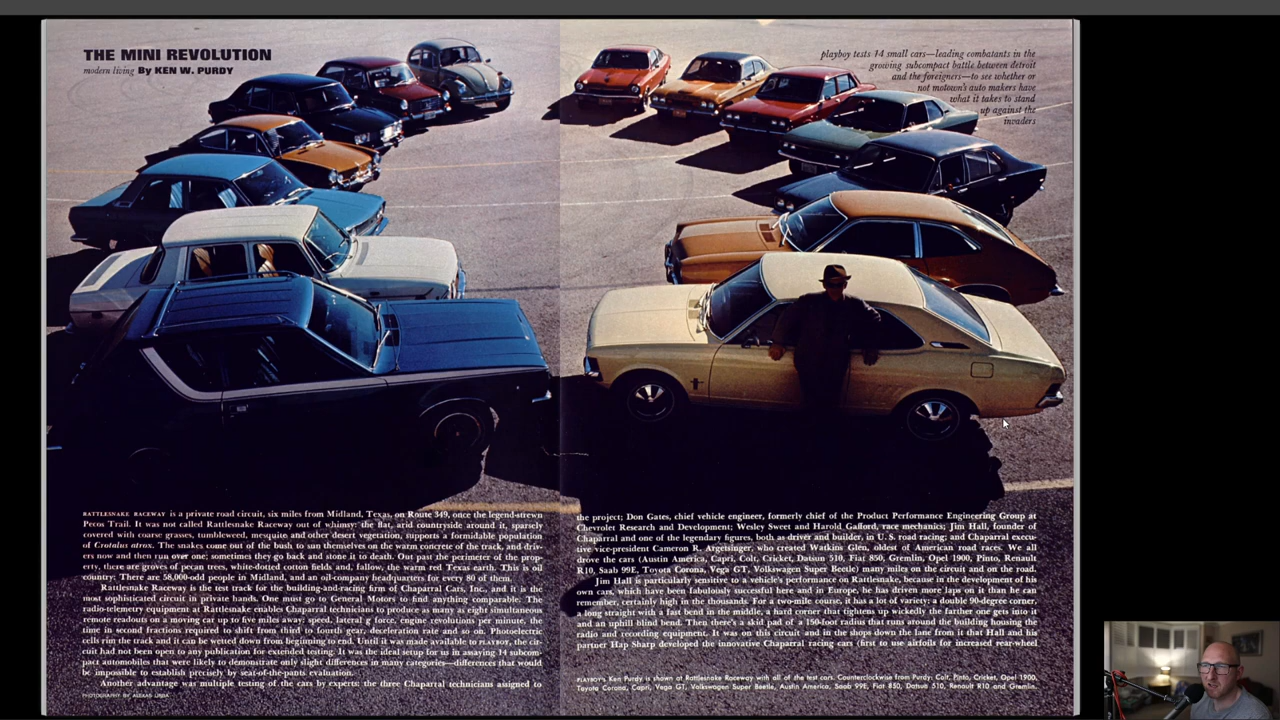 THE MINI REVOLUTION
modern living By KEN W. PURDY
playboy tests 14 small cars—leading combatants in the
growing subcompact battle between detroit
and the foreigners—to see whether or
not motown's auto makers have
what it takes to stand
up against the
invaders
RATTLESNAKE RACEWAY is a private road circuit, six miles from Midland, Texas, on Route 349, once the legend-strewn
Pecos Trail. It was not called Rattlesnake Raceway out of whimsy: the flat, arid countryside around it, sparsely
covered with coarse grasses, tumbleweed, mesquite and other desert vegetation, supports a formidable population
of Crotalus atrox. The snakes come out of the bush to sun themselves on the warm concrete of the track, and driv-
ers now and then run over one; sometimes they go back and stone it to death. Out past the perimeter of the prop-
erty, there are groves of pecan trees, white-dotted cotton fields and, fallow, the warm red Texas earth. This is oil
country: There are 58,000-odd people in Midland, and an oil-company headquarters for every 80 of them.
Rattlesnake Raceway is the test track for the building-and-racing firm of Chaparral Cars, Inc., and it is the
most sophisticated circuit in private hands. One must go to General Motors to find anything comparable. The
radio-telemetry equipment at Rattlesnake enables Chaparral technicians to produce as many as eight simultaneous
remote readouts on a moving car up to five miles away: speed, lateral g force, engine revolutions per minute, the
time in second fractions required to shift from third to fourth gear, deceleration rate and so on. Photoelectric
cells rim the track and it can be wetted down from beginning to end. Until it was made available to PLAYBOY, the cir-
cuit had not been open to any publication for extended testing. It was the ideal setup for us in assaying 14 subcom-
pact automobiles that were likely to demonstrate only slight differences in many categories—differences that would
be impossible to establish precisely by seat-of-the-pants evaluation.
Another advantage was multiple testing of the cars by experts: the three Chaparral technicians assigned to
PHOTOGRAPHY BY ALEXAS URBA
the project; Don Gates, chief vehicle engineer, formerly chief of the Product Performance Engineering Group at
Chevrolet Research and Development; Wesley Sweet and Harold Gafford, race mechanics; Jim Hall, founder of
Chaparral and one of the legendary figures, both as driver and builder, in U.S. road racing; and Chaparral execu-
tive vice-president Cameron R. Argetsinger, who created Watkins Glen, oldest of American road races. We all
drove the cars (Austin America, Capri, Colt, Cricket, Datsun 510, Fiat 850, Gremlin, Opel 1900, Pinto, Renault
R10, Saab 99E, Toyota Corona, Vega GT, Volkswagen Super Beetle) many miles on the circuit and on the road.
Jim Hall is particularly sensitive to a vehicle's performance on Rattlesnake, because in the development of his
own cars, which have been fabulously successful here and in Europe, he has driven more laps on it than he can
remember, certainly high in the thousands. For a two-mile course, it has a lot of variety: a double 90-degree corner,
a long straight with a fast bend in the middle, a hard corner that tightens up wickedly the farther one gets into it
and an uphill blind bend. Then there's a skid pad of a 150-foot radius that runs around the building housing the
radio and recording equipment. It was on this circuit and in the shops down the lane from it that Hall and his
partner Hap Sharp developed the innovative Chaparral racing cars (first to use airfoils for increased rear-wheel
PLAYBOY'S Ken Purdy is shown at Rattlesnake Raceway with all of the test cars. Counterclockwise from Purdy: Colt, Pinto, Cricket, Opel 1900,
Toyota Corona, Capri, Vega GT, Volkswagen Super Beetle, Austin America, Saab 99E, Fiat 850, Datsun 510, Renault R10 and Gremlin.